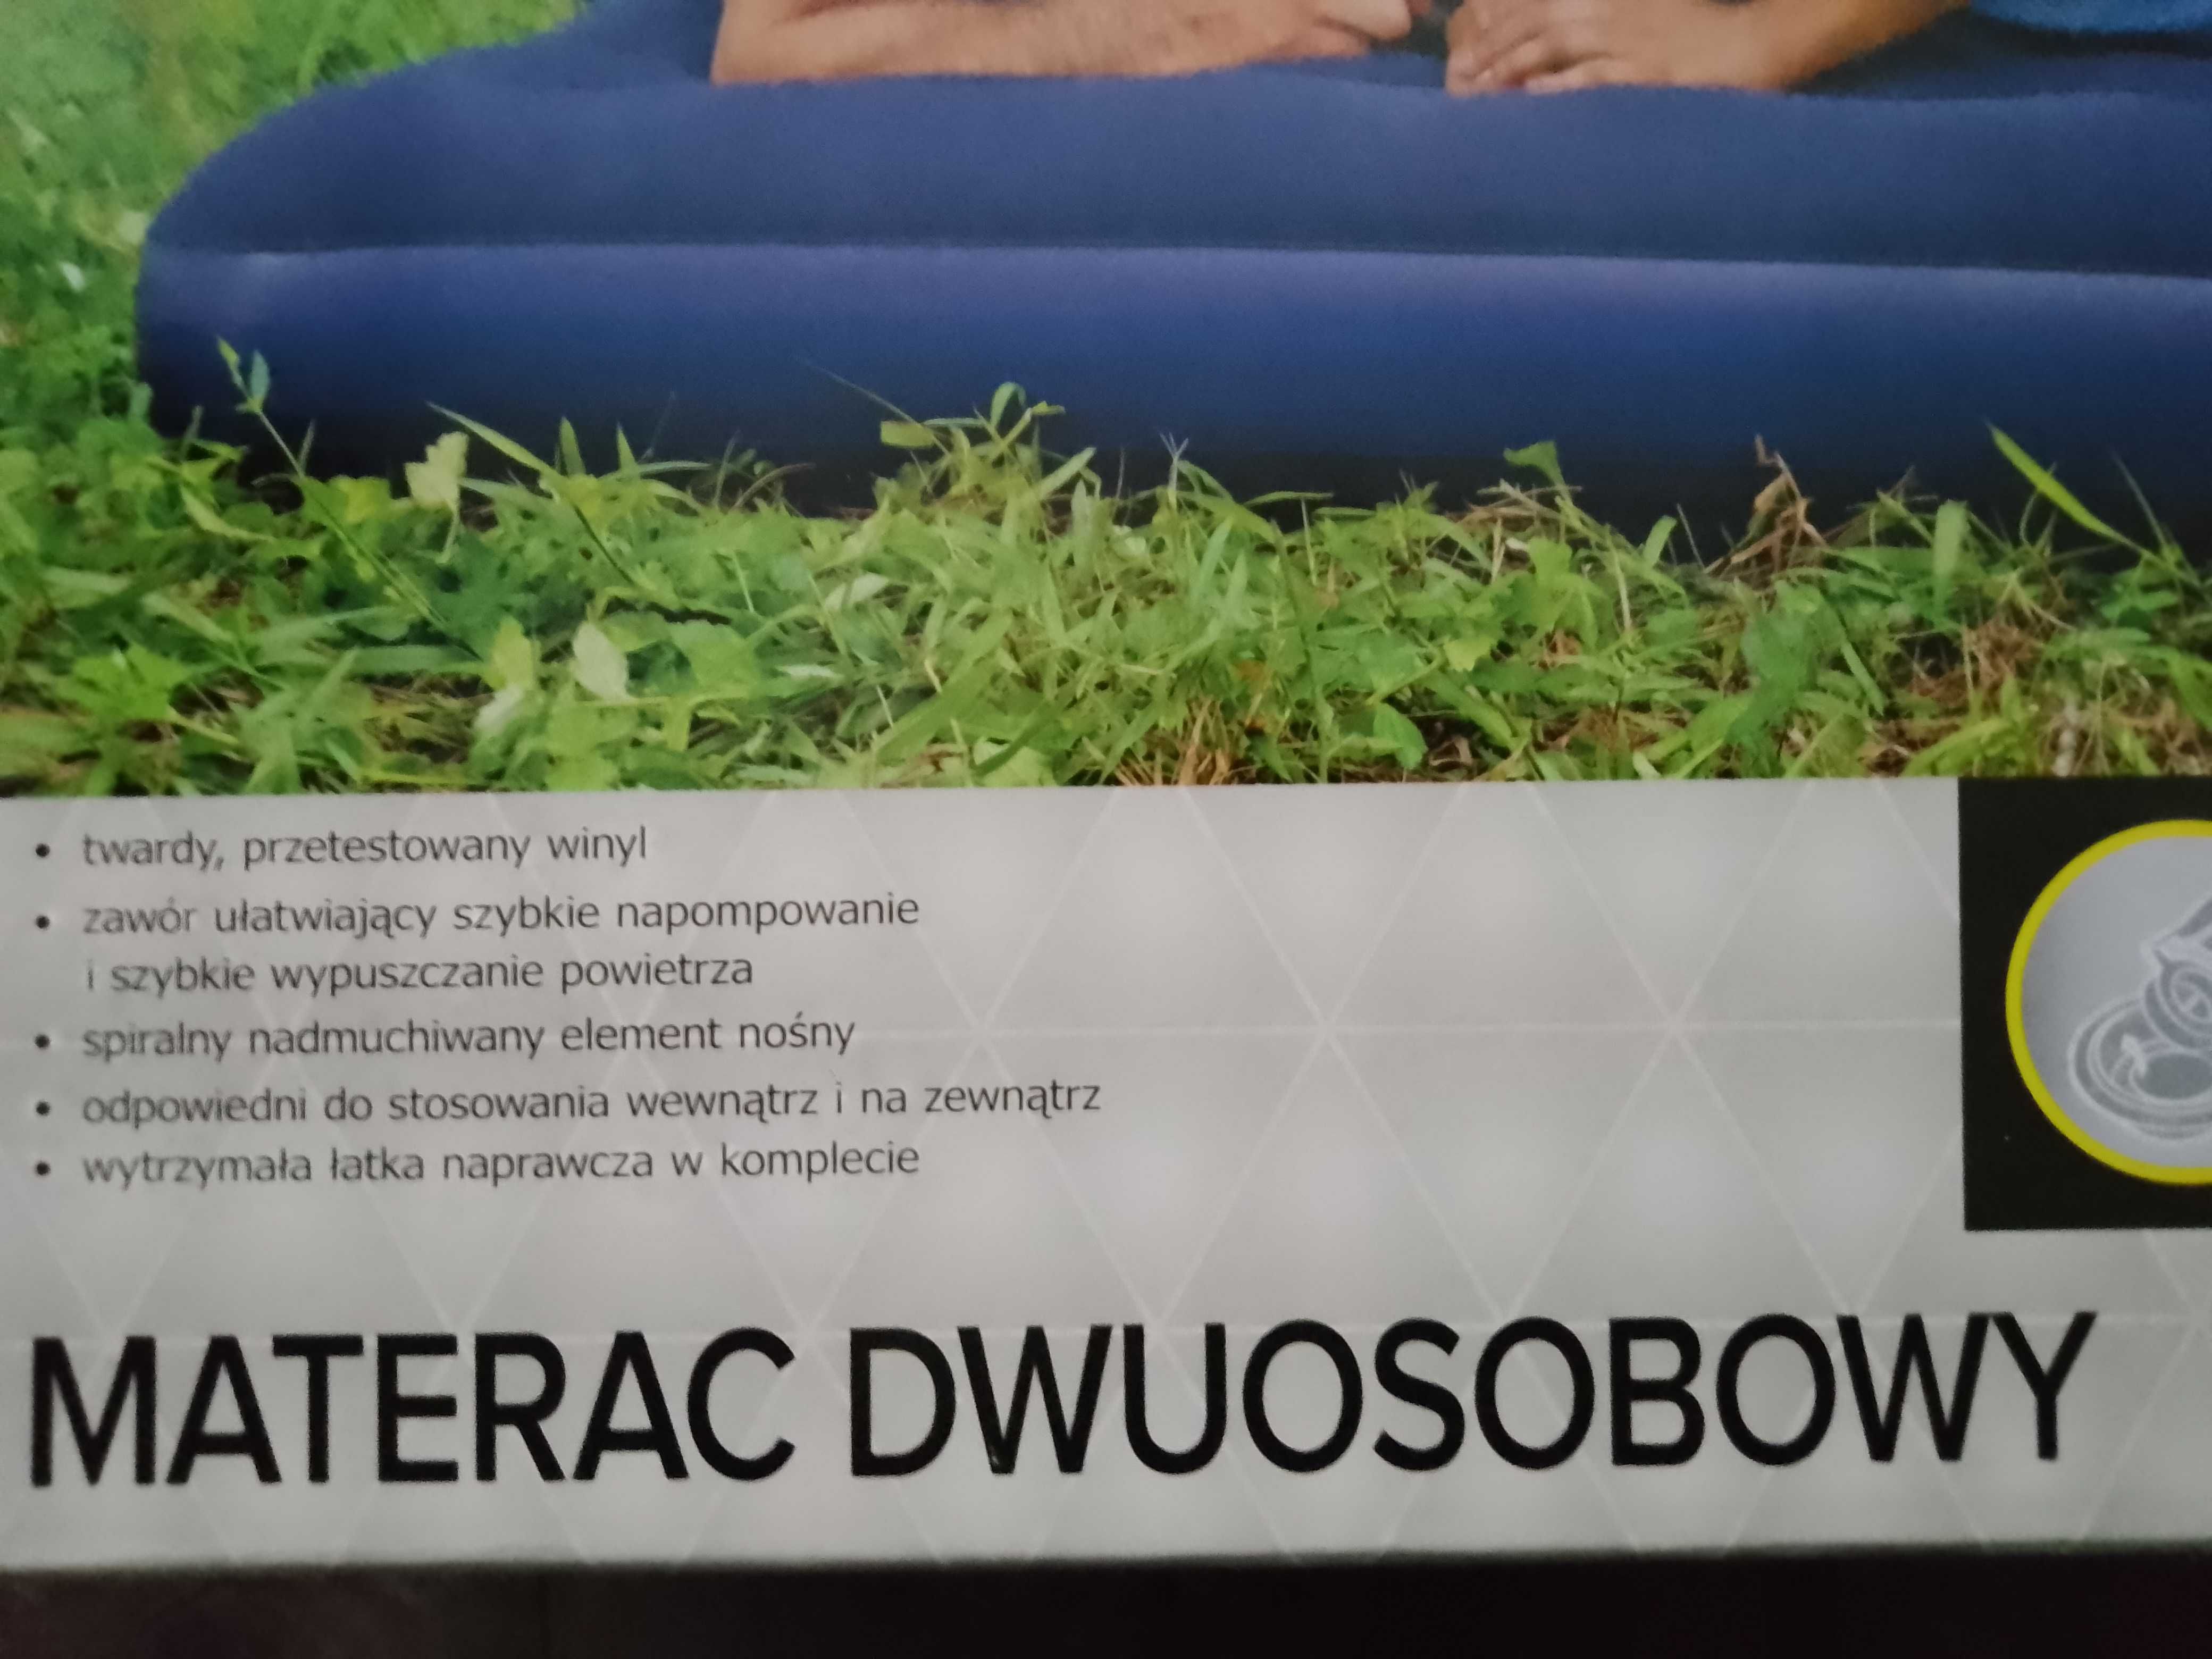 • twardy, przetestowany winyl
• zawór ułatwiający szybkie napompowanie
i szybkie wypuszczanie powietrza
• spiralny nadmuchiwany element nośny
• odpowiedni do stosowania wewnątrz i na zewnątrz
• wytrzymała łatka naprawcza w komplecie
MATERAC DWUOSOBOWY